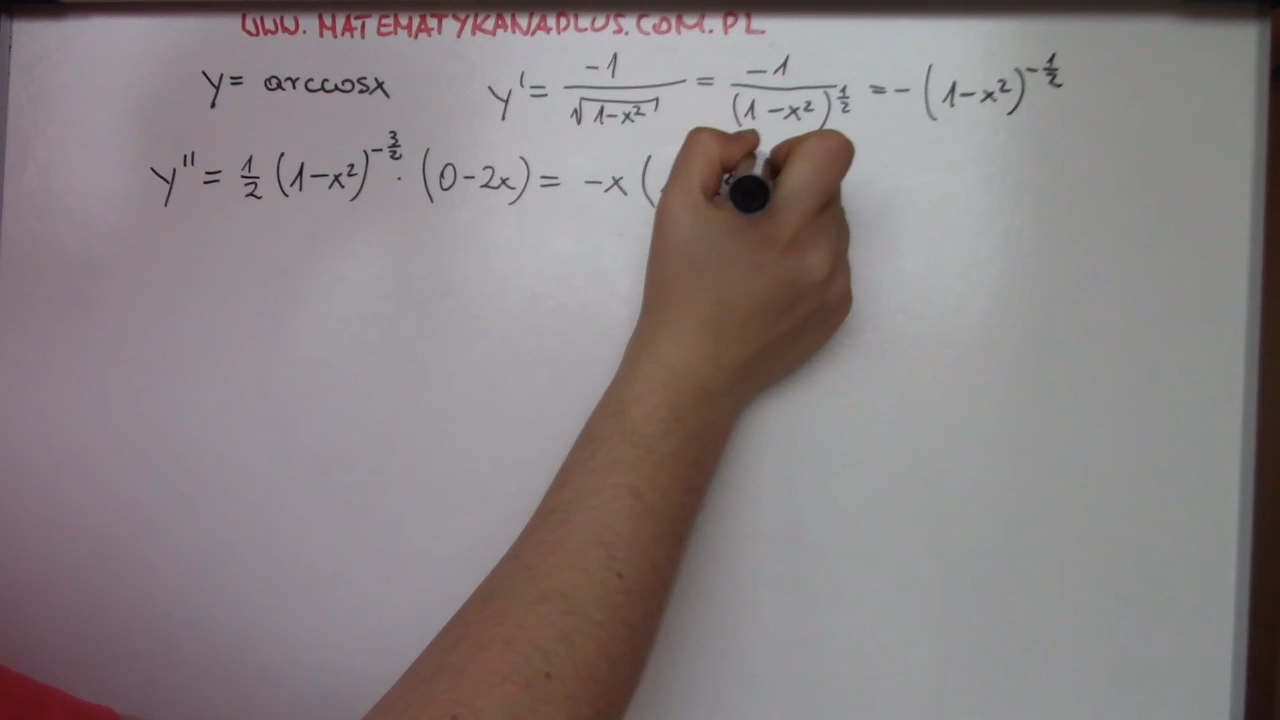 WWW.MATEMATYKANADLUS.COM.PL
y = arccosx y' = -1/√(1-x²) = -1/(1-x²)^(1/2) = -(1-x²)^(-1/2)
y'' = 1/2 (1-x²)^(-3/2) · (0-2x) = -x (